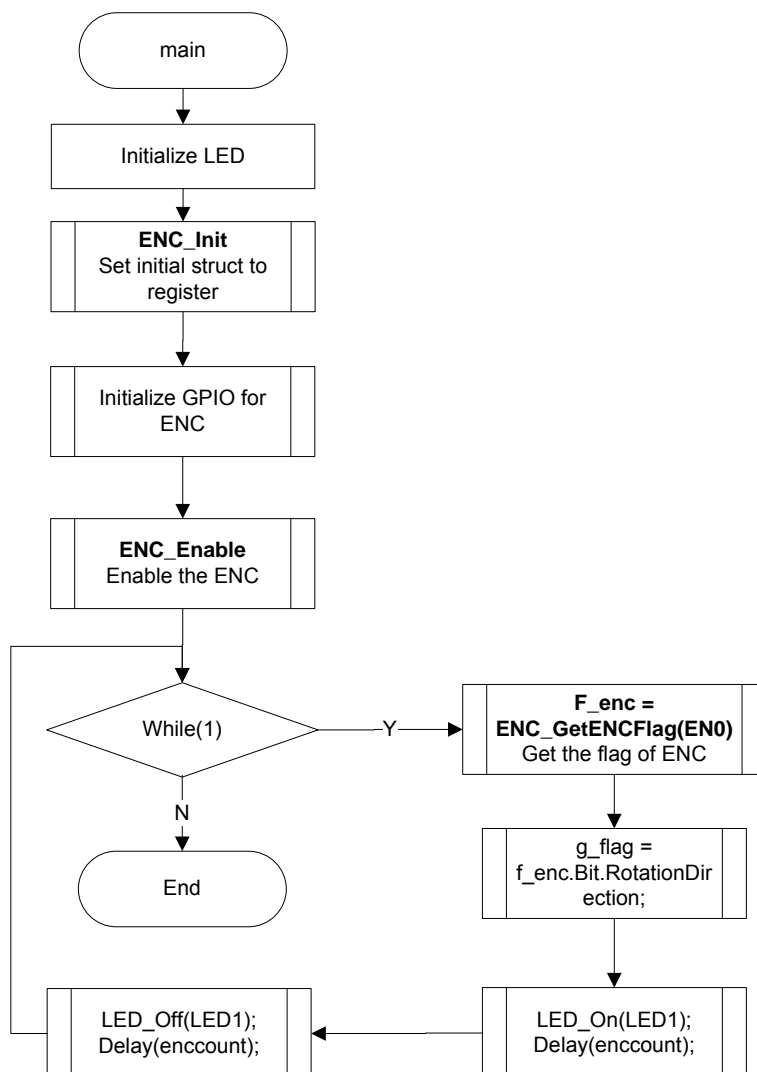 main
Initialize LED
ENC_Init
Set initial struct to
register
Initialize GPIO for
ENC
ENC_Enable
Enable the ENC
While(1)
Y
F_enc =
ENC_GetENCFlag(EN0)
Get the flag of ENC
N
g_flag =
f_enc.Bit.RotationDir
ection;
End
LED_Off(LED1);
Delay(enccount);
LED_On(LED1);
Delay(enccount);